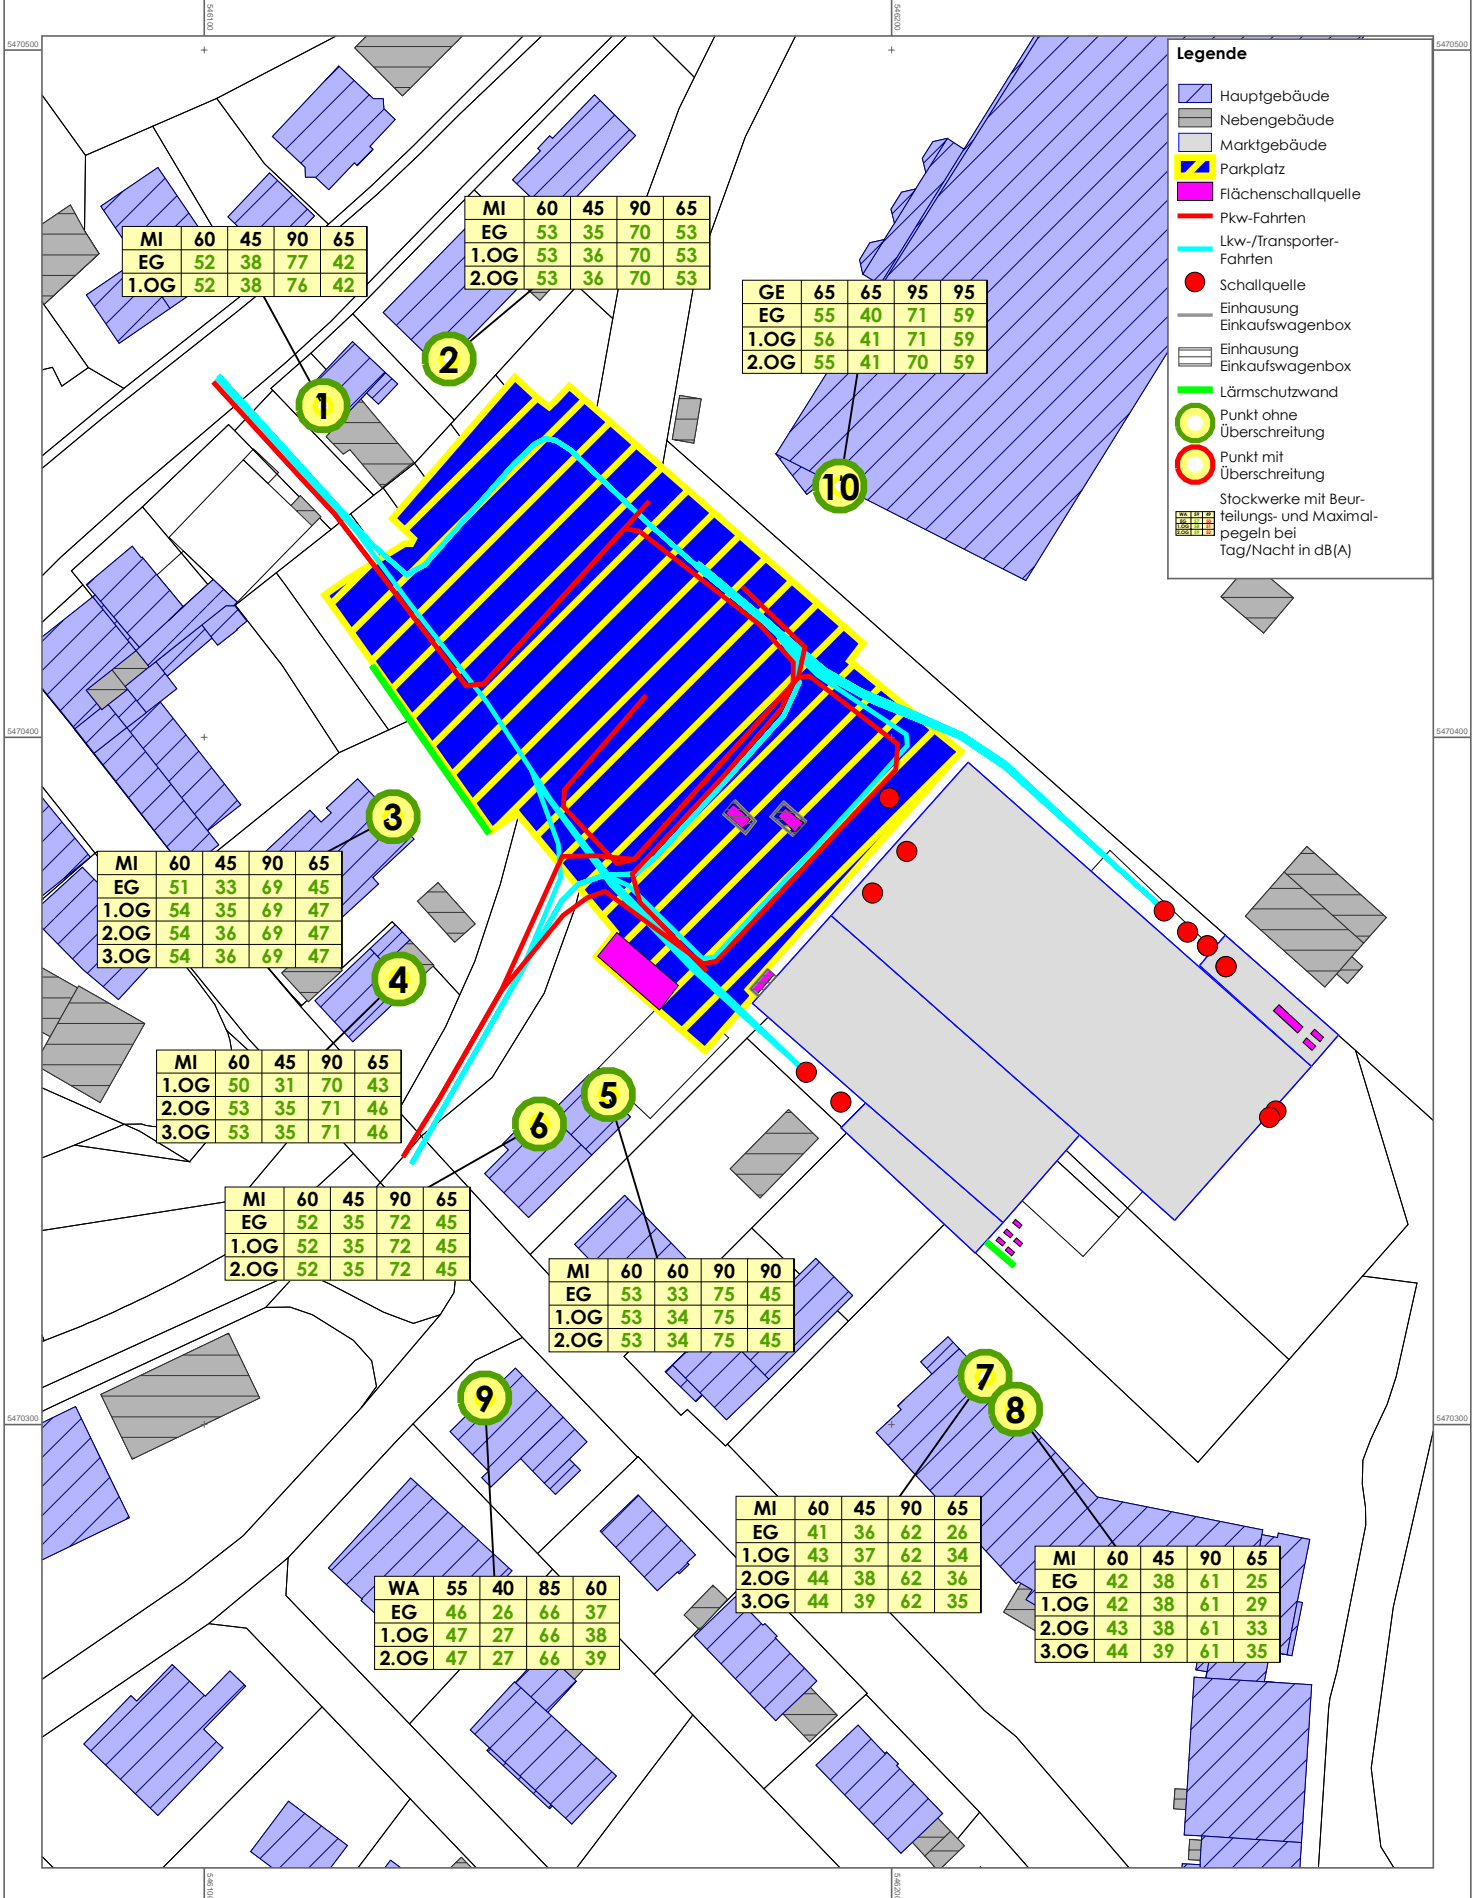 546100
546200
5470500
5470500
Legende
Hauptgebäude
Nebengebäude
Marktgebäude
Parkplatz
Flächenschallquelle
Pkw-Fahrten
Lkw-/Transporter-
Fahrten
Schallquelle
Einhausung
Einkaufswagenbox
Einhausung
Einkaufswagenbox
Lärmschutzwand
Punkt ohne
Überschreitung
Punkt mit
Überschreitung
Stockwerke mit Beur-
teilungs- und Maximal-
pegeln bei
Tag/Nacht in dB(A)
MI 60 45 90 65
EG 53 35 70 53
1.OG 53 36 70 53
2.OG 53 36 70 53
MI 60 45 90 65
EG 52 38 77 42
1.OG 52 38 76 42
GE 65 65 95 95
EG 55 40 71 59
1.OG 56 41 71 59
2.OG 55 41 70 59
2
1
10
5470400
5470400
3
MI 60 45 90 65
EG 51 33 69 45
1.OG 54 35 69 47
2.OG 54 36 69 47
3.OG 54 36 69 47
4
MI 60 45 90 65
1.OG 50 31 70 43
2.OG 53 35 71 46
3.OG 53 35 71 46
5
6
MI 60 45 90 65
EG 52 35 72 45
1.OG 52 35 72 45
2.OG 52 35 72 45
MI 60 60 90 90
EG 53 33 75 45
1.OG 53 34 75 45
2.OG 53 34 75 45
7
9
8
5470300
5470300
MI 60 45 90 65
EG 41 36 62 26
1.OG 43 37 62 34
2.OG 44 38 62 36
3.OG 44 39 62 35
MI 60 45 90 65
EG 42 38 61 25
1.OG 42 38 61 29
2.OG 43 38 61 33
3.OG 44 39 61 35
WA 55 40 85 60
EG 46 26 66 37
1.OG 47 27 66 38
2.OG 47 27 66 39